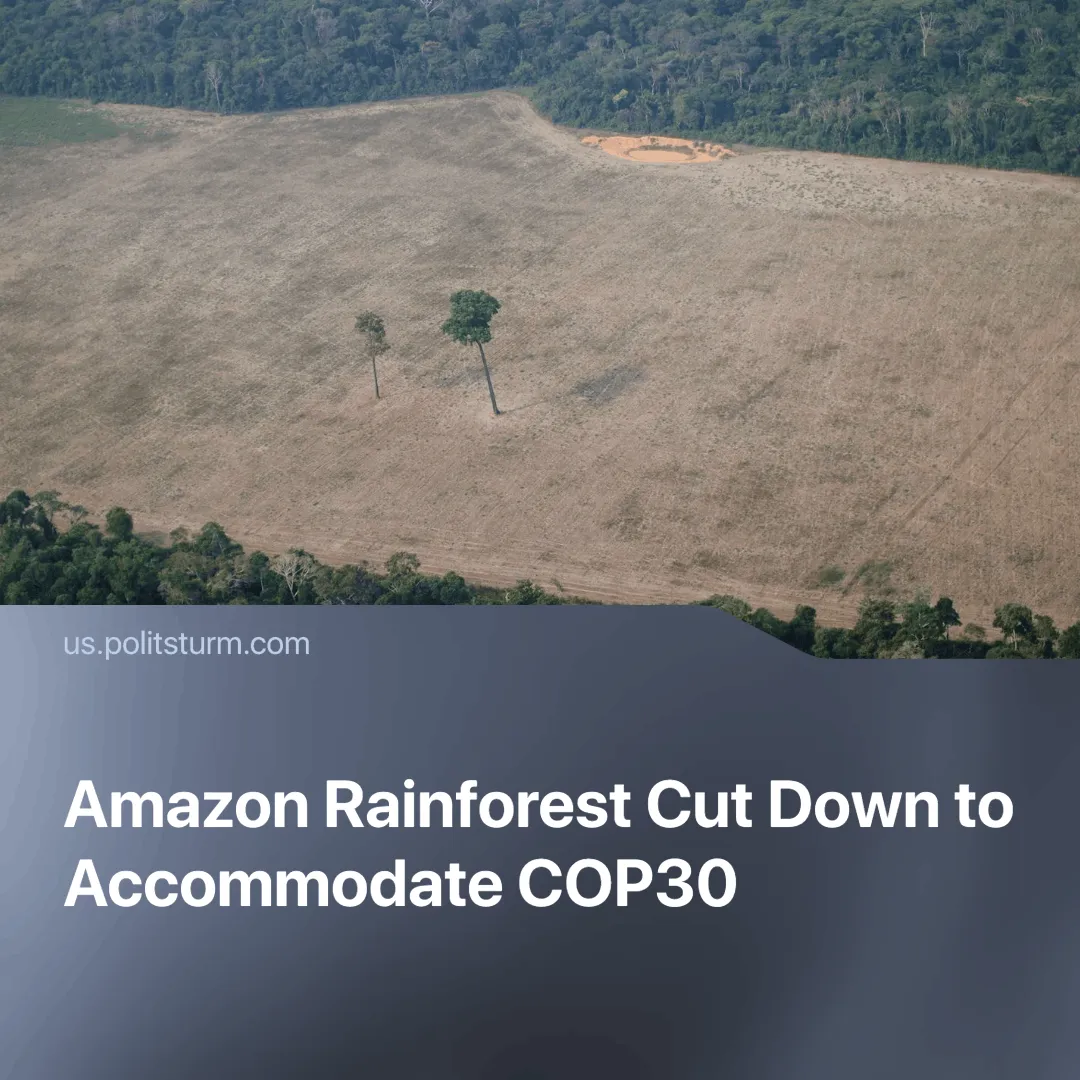 us.politsturm.com
Amazon Rainforest Cut Down to
Accommodate COP30